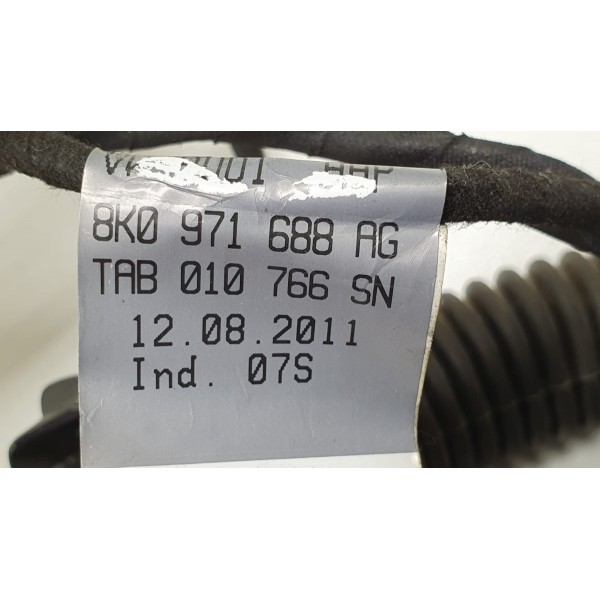 8K0 971 688 AG
TAB 010 766 SN
12.08.2011
Ind. 07S